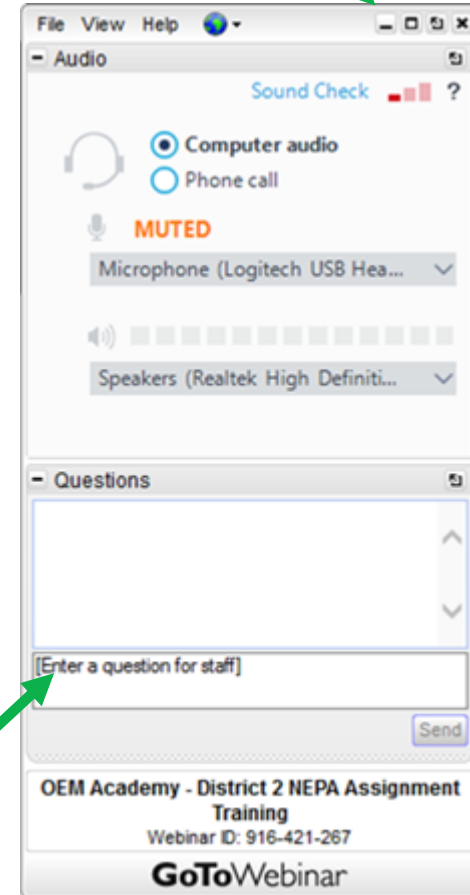 File View Help
Audio
Sound Check ?
Computer audio
Phone call
MUTED
Microphone (Logitech USB Hea...
Speakers (Realtek High Definiti...
Questions
[Enter a question for staff]
Send
OEM Academy - District 2 NEPA Assignment
Training
Webinar ID: 916-421-267
GoToWebinar